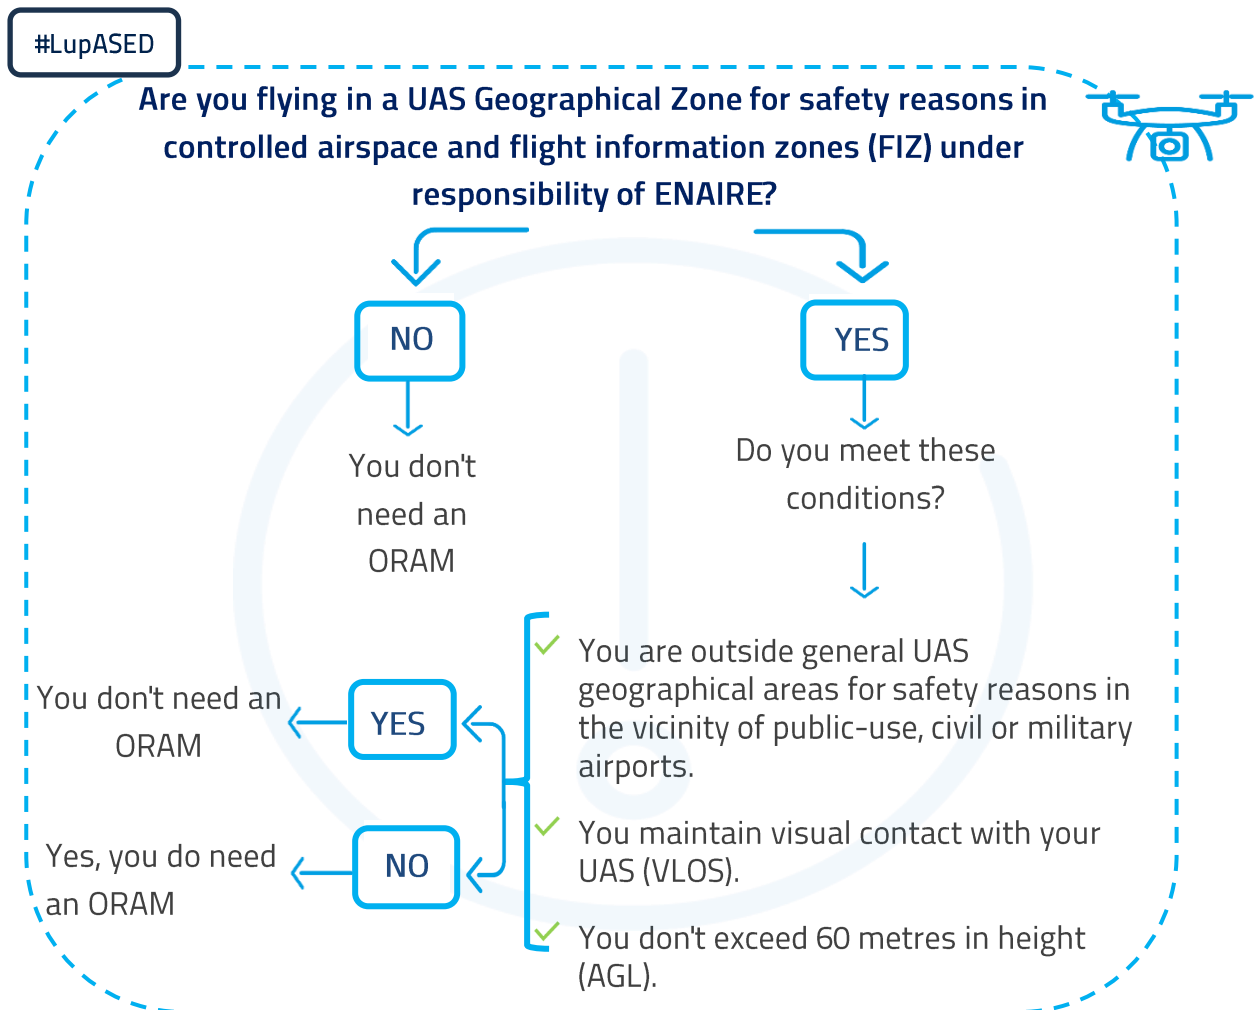 #LupASED
Are you flying in a UAS Geographical Zone for safety reasons in
controlled airspace and flight information zones (FIZ) under
responsibility of ENAIRE?
NO
YES
You don't
need an
ORAM
Do you meet these
conditions?
You are outside general UAS
geographical areas for safety reasons in
the vicinity of public-use, civil or military
airports.
You maintain visual contact with your
UAS (VLOS).
You don't exceed 60 metres in height
(AGL).
YES
You don't need an
ORAM
NO
Yes, you do need
an ORAM